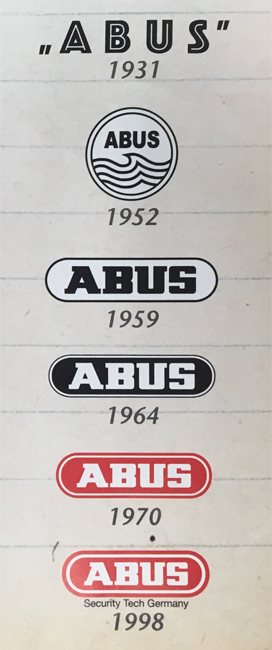 „ABUS”
1931
ABUS
1952
ABUS
1959
ABUS
1964
ABUS
1970
ABUS
Security Tech Germany
1998